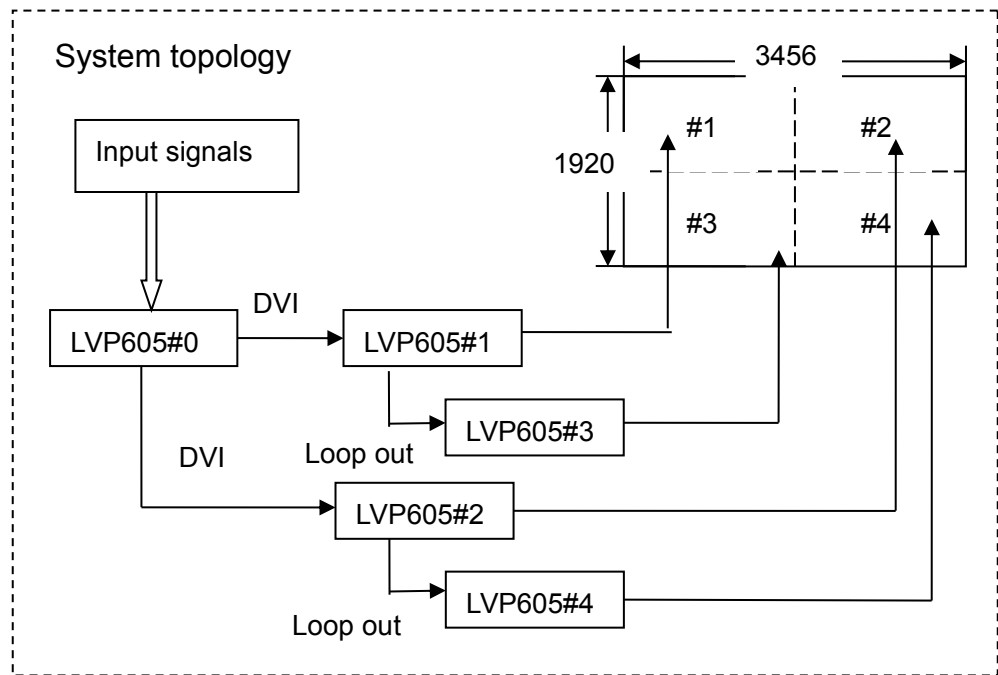 System topology
3456
Input signals
#1
#2
1920
#3
#4
DVI
LVP605#0
LVP605#1
LVP605#3
Loop out
DVI
LVP605#2
LVP605#4
Loop out